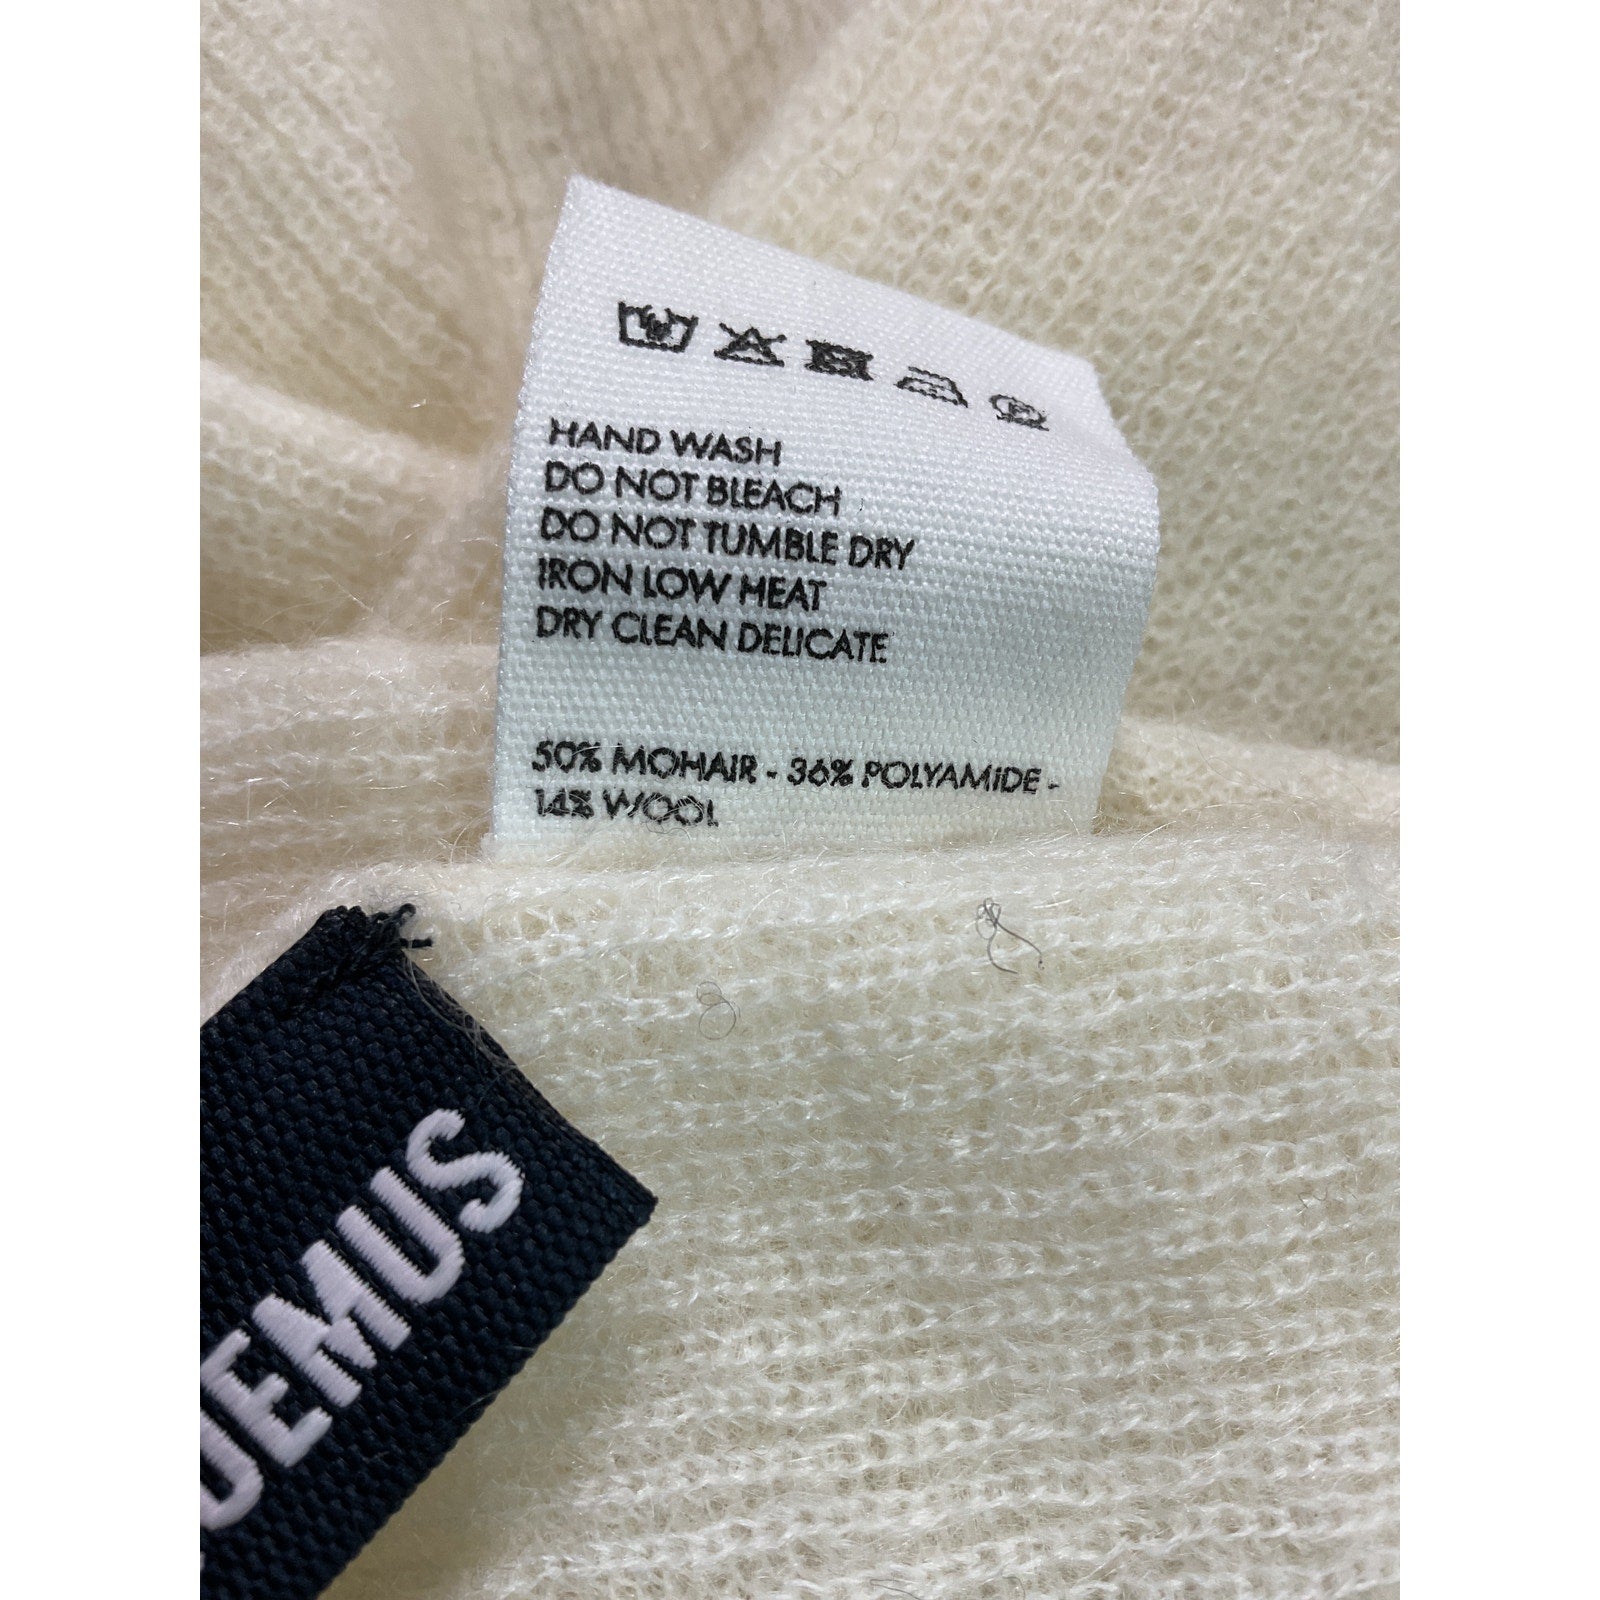 HAND WASH
DO NOT BLEACH
DO NOT TUMBLE DRY
IRON LOW HEAT
DRY CLEAN DELICATE
50% MOHAIR - 36% POLYAMIDE -
14% WOOL
UEMUS